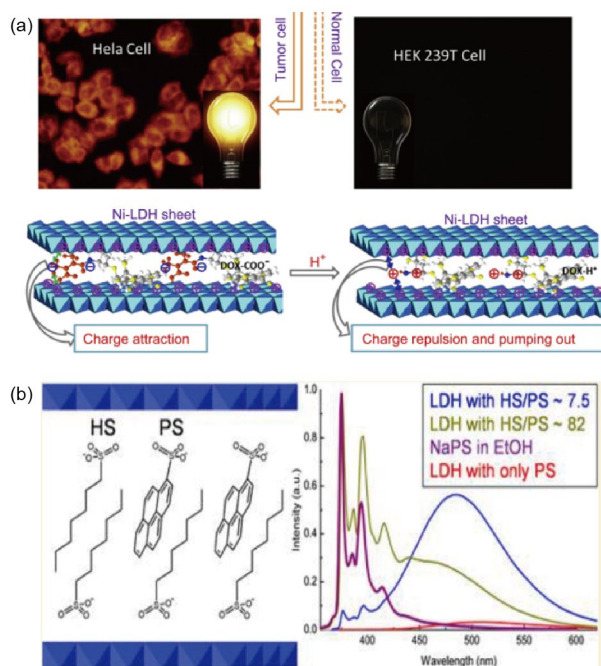 (a)
Hela Cell
Tumor cell
Normal Cell
HEK 239T Cell
Ni-LDH sheet
DOX-COO⁻
Charge attraction
H⁺
Ni-LDH sheet
DOX-H⁺
Charge repulsion and pumping out
(b)
HS
PS
LDH with HS/PS ~ 7.5
LDH with HS/PS ~ 82
NaPS in EtOH
LDH with only PS
Intensity (a.u.)
1.0
0.8
0.6
0.4
0.2
0.0
400
450
500
550
600
Wavelength (nm)